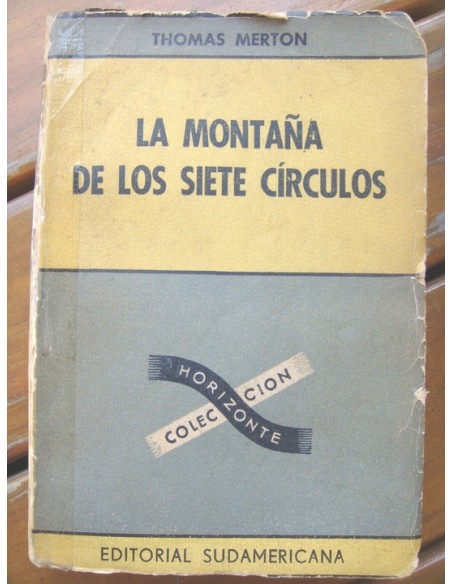 THOMAS MERTON
LA MONTAÑA
DE LOS SIETE CÍRCULOS
COLECCION
HORIZONTE
EDITORIAL SUDAMERICANA